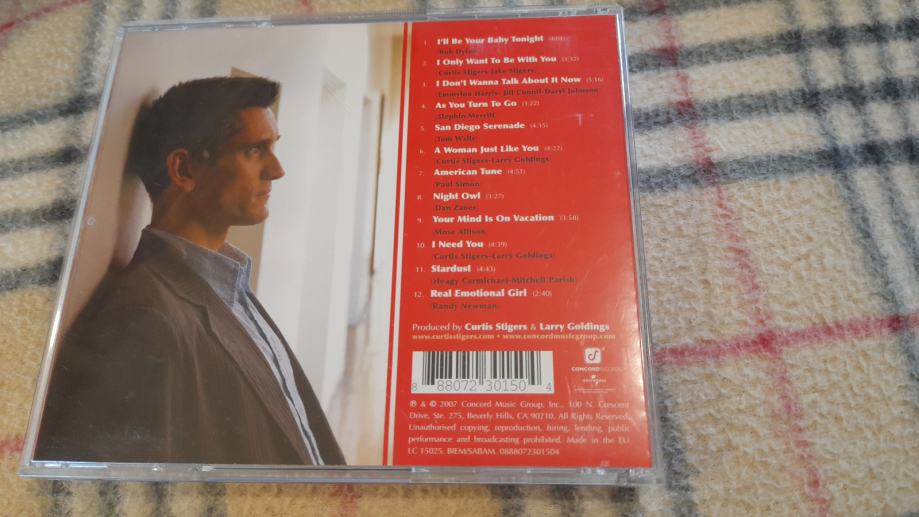 1. I'll Be Your Baby Tonight (4:01)
(Bob Dylan)
2. I Only Want To Be With You (3:32)
(Curtis Stigers-Jake Stigers)
3. I Don't Wanna Talk About It Now (5:16)
(Emmylou Harris- Jill Cunnif-Daryl Johnson)
4. As You Turn To Go (3:22)
(Stephin Merritt)
5. San Diego Serenade (4:35)
(Tom Waits)
6. A Woman Just Like You (4:22)
(Curtis Stigers-Larry Goldings)
7. American Tune (4:51)
(Paul Simon)
8. Night Owl (3:27)
(Dan Zanes)
9. Your Mind Is On Vacation (3:58)
(Mose Allison)
10. I Need You (4:39)
(Curtis Stigers-Larry Goldings)
11. Stardust (4:43)
(Hoagy Carmichael-Mitchell Parish)
12. Real Emotional Girl (2:40)
(Randy Newman)
Produced by Curtis Stigers & Larry Goldings
www.curtisstigers.com • www.concordmusicgroup.com
CONCORD RECORDS
UNIVERSAL
8 88072 30150 4
℗ & © 2007 Concord Music Group, Inc., 100 N. Crescent
Drive, Ste. 275, Beverly Hills, CA 90210. All Rights Reserved.
Unauthorised copying, reproduction, hiring, lending, public
performance and broadcasting prohibited. Made in the EU
LC 15025. BIEM/SABAM. 0888072301504